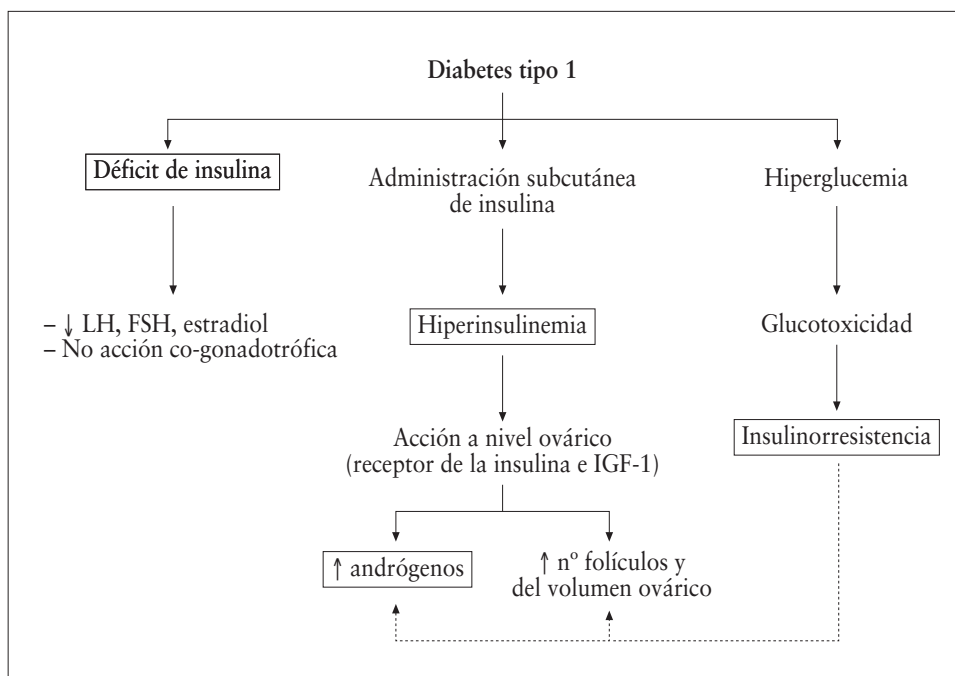 Diabetes tipo 1
Déficit de insulina
Administración subcutánea
de insulina
Hiperglucemia
– ↓ LH, FSH, estradiol
– No acción co-gonadotrófica
Hiperinsulinemia
Glucotoxicidad
Acción a nivel ovárico
(receptor de la insulina e IGF-1)
Insulinorresistencia
↑ andrógenos
↑ nº folículos y
del volumen ovárico